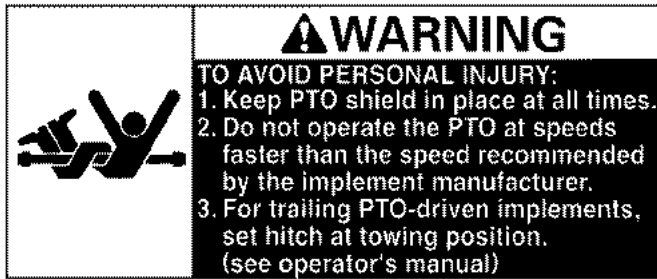 WARNING
TO AVOID PERSONAL INJURY:
1. Keep PTO shield in place at all times.
2. Do not operate the PTO at speeds
faster than the speed recommended
by the implement manufacturer.
3. For trailing PTO-driven implements,
set hitch at towing position.
(see operator's manual)